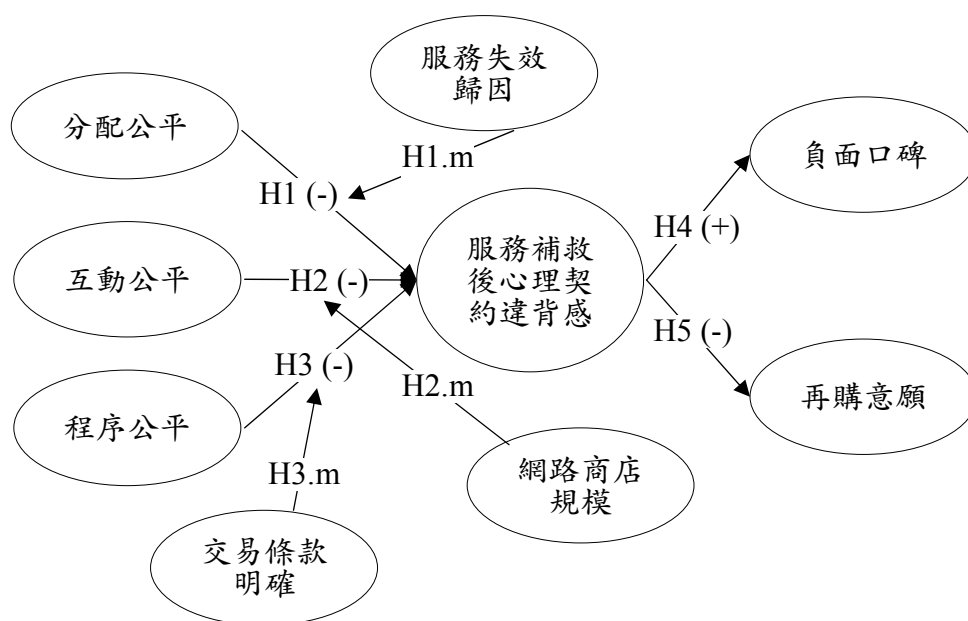 服務失效
歸因
分配公平
H1.m
H1 (-)
負面口碑
互動公平
H2 (-)
服務補救
後心理契
約違背感
H4 (+)
H5 (-)
H3 (-)
H2.m
程序公平
再購意願
H3.m
網路商店
規模
交易條款
明確